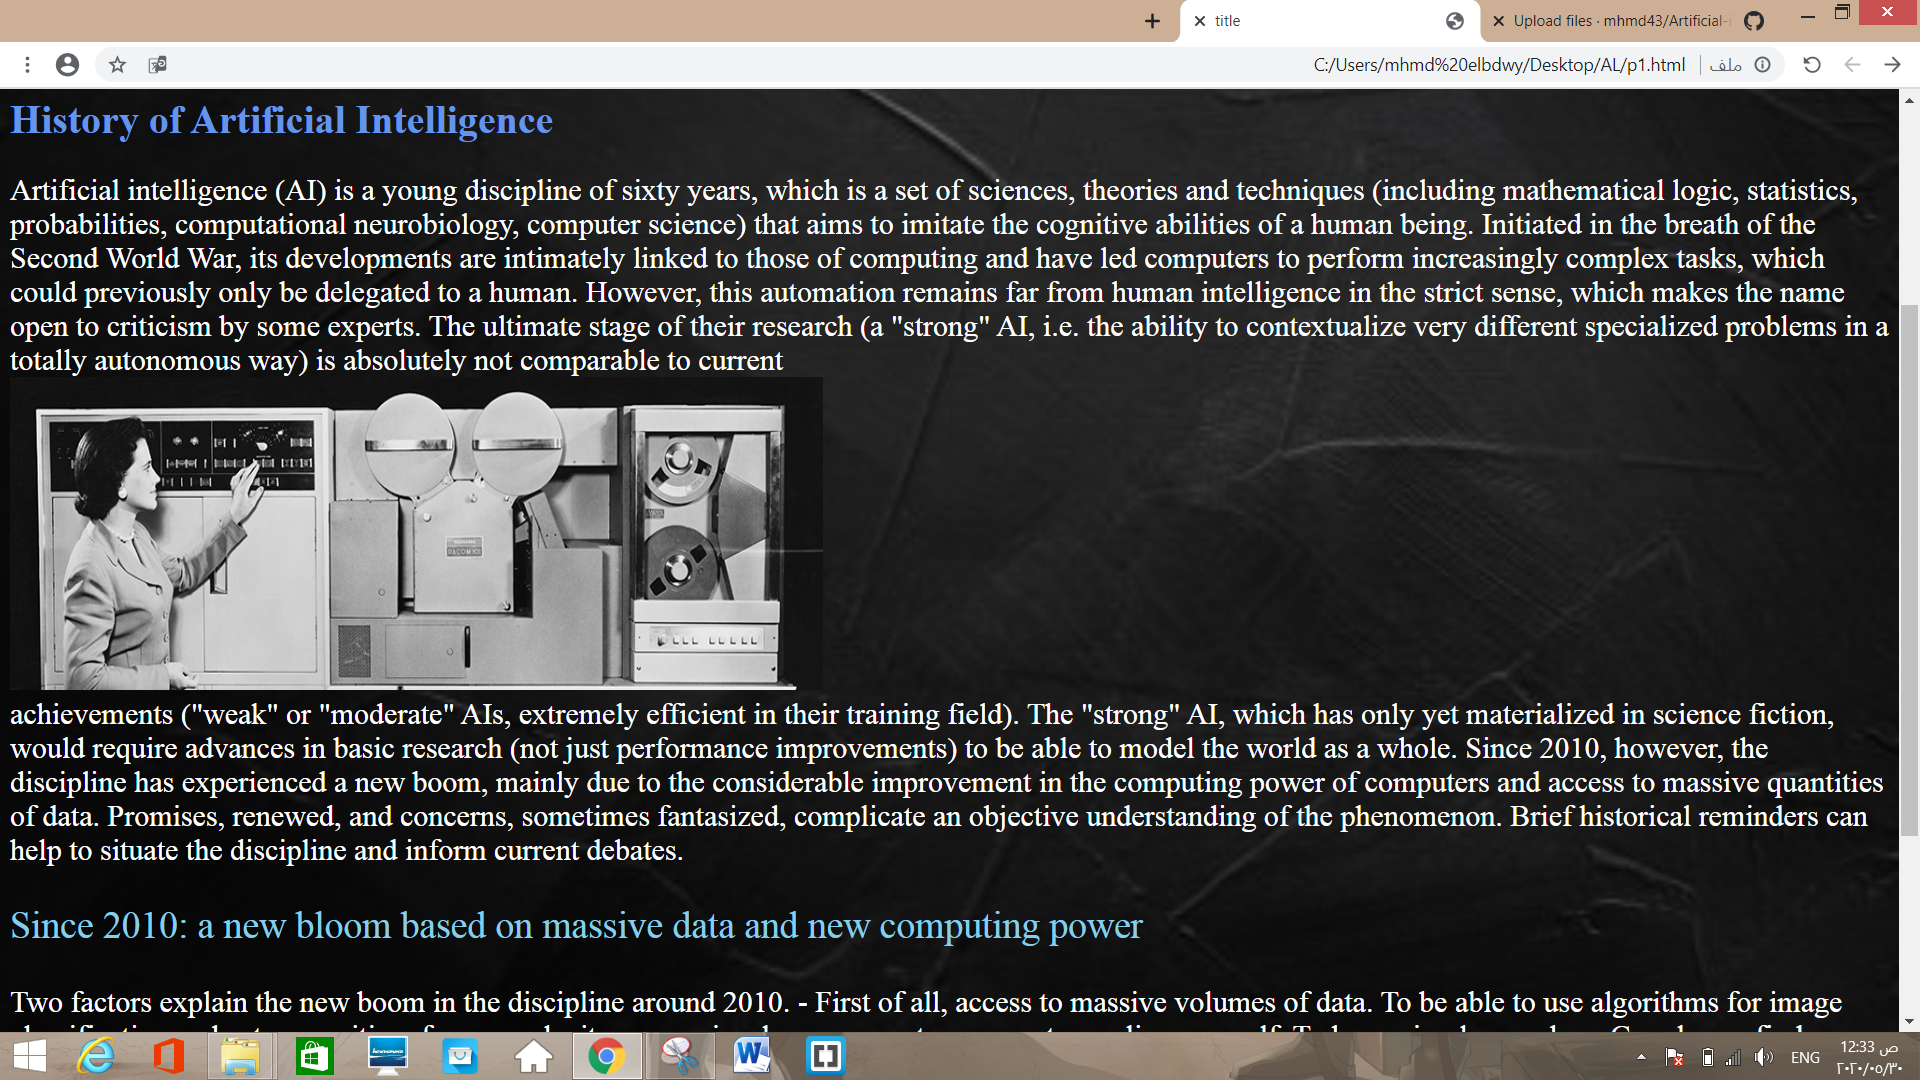 title
Upload files · mhmd43/Artificial-i
C:/Users/mhmd%20elbdwy/Desktop/AL/p1.html
ملف
History of Artificial Intelligence
Artificial intelligence (AI) is a young discipline of sixty years, which is a set of sciences, theories and techniques (including mathematical logic, statistics,
probabilities, computational neurobiology, computer science) that aims to imitate the cognitive abilities of a human being. Initiated in the breath of the
Second World War, its developments are intimately linked to those of computing and have led computers to perform increasingly complex tasks, which
could previously only be delegated to a human. However, this automation remains far from human intelligence in the strict sense, which makes the name
open to criticism by some experts. The ultimate stage of their research (a "strong" AI, i.e. the ability to contextualize very different specialized problems in a
totally autonomous way) is absolutely not comparable to current
DACOM
achievements ("weak" or "moderate" AIs, extremely efficient in their training field). The "strong" AI, which has only yet materialized in science fiction,
would require advances in basic research (not just performance improvements) to be able to model the world as a whole. Since 2010, however, the
discipline has experienced a new boom, mainly due to the considerable improvement in the computing power of computers and access to massive quantities
of data. Promises, renewed, and concerns, sometimes fantasized, complicate an objective understanding of the phenomenon. Brief historical reminders can
help to situate the discipline and inform current debates.
Since 2010: a new bloom based on massive data and new computing power
Two factors explain the new boom in the discipline around 2010. - First of all, access to massive volumes of data. To be able to use algorithms for image
ENG
12:33 ص
٢٠٢٠/٠٥/٣٠